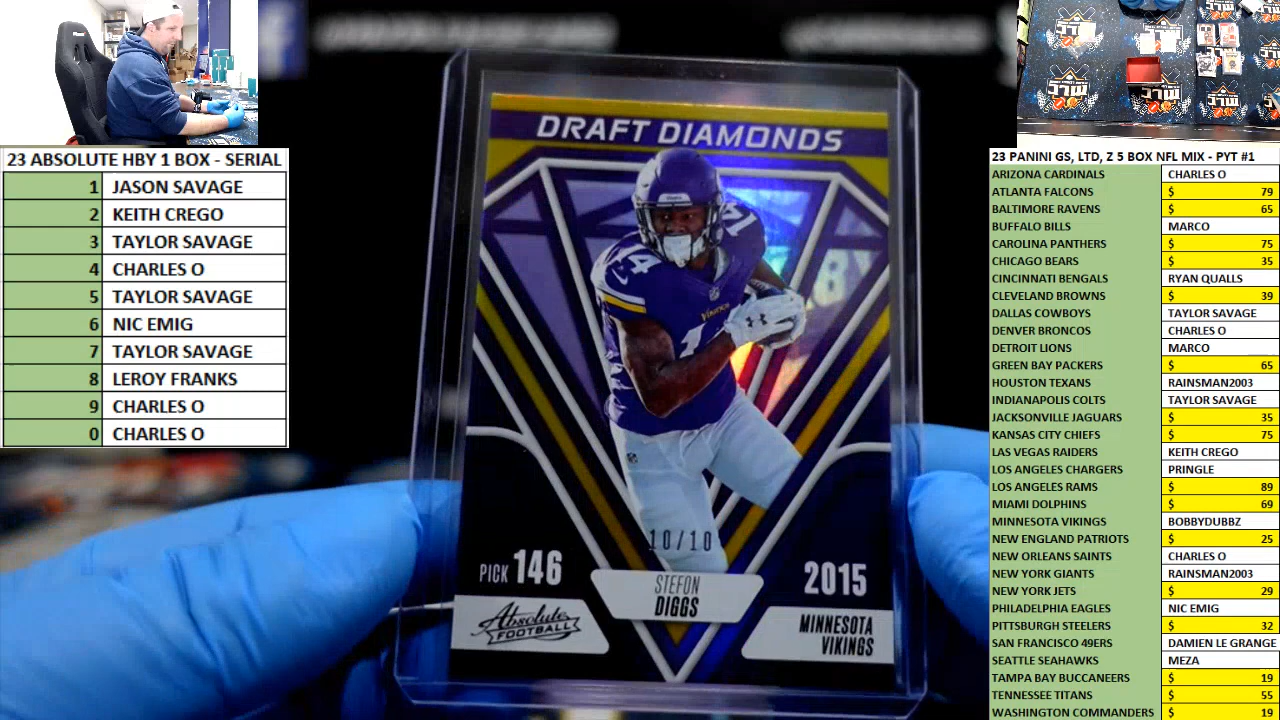 23 ABSOLUTE HBY 1 BOX - SERIAL
1 JASON SAVAGE
2 KEITH CREGO
3 TAYLOR SAVAGE
4 CHARLES O
5 TAYLOR SAVAGE
6 NIC EMIG
7 TAYLOR SAVAGE
8 LEROY FRANKS
9 CHARLES O
0 CHARLES O
DRAFT DIAMONDS
14
14
VIKINGS
10/10
PICK 146
STEFON
DIGGS
2015
Absolute
FOOTBALL
MINNESOTA
VIKINGS
23 PANINI GS, LTD, Z 5 BOX NFL MIX - PYT #1
ARIZONA CARDINALS CHARLES O
ATLANTA FALCONS $ 79
BALTIMORE RAVENS $ 65
BUFFALO BILLS MARCO
CAROLINA PANTHERS $ 75
CHICAGO BEARS $ 35
CINCINNATI BENGALS RYAN QUALLS
CLEVELAND BROWNS $ 39
DALLAS COWBOYS TAYLOR SAVAGE
DENVER BRONCOS CHARLES O
DETROIT LIONS MARCO
GREEN BAY PACKERS $ 65
HOUSTON TEXANS RAINSMAN2003
INDIANAPOLIS COLTS TAYLOR SAVAGE
JACKSONVILLE JAGUARS $ 35
KANSAS CITY CHIEFS $ 75
LAS VEGAS RAIDERS KEITH CREGO
LOS ANGELES CHARGERS PRINGLE
LOS ANGELES RAMS $ 89
MIAMI DOLPHINS $ 69
MINNESOTA VIKINGS BOBBYDUBBZ
NEW ENGLAND PATRIOTS $ 25
NEW ORLEANS SAINTS CHARLES O
NEW YORK GIANTS RAINSMAN2003
NEW YORK JETS $ 29
PHILADELPHIA EAGLES NIC EMIG
PITTSBURGH STEELERS $ 32
SAN FRANCISCO 49ERS DAMIEN LE GRANGE
SEATTLE SEAHAWKS MEZA
TAMPA BAY BUCCANEERS $ 19
TENNESSEE TITANS $ 55
WASHINGTON COMMANDERS $ 19